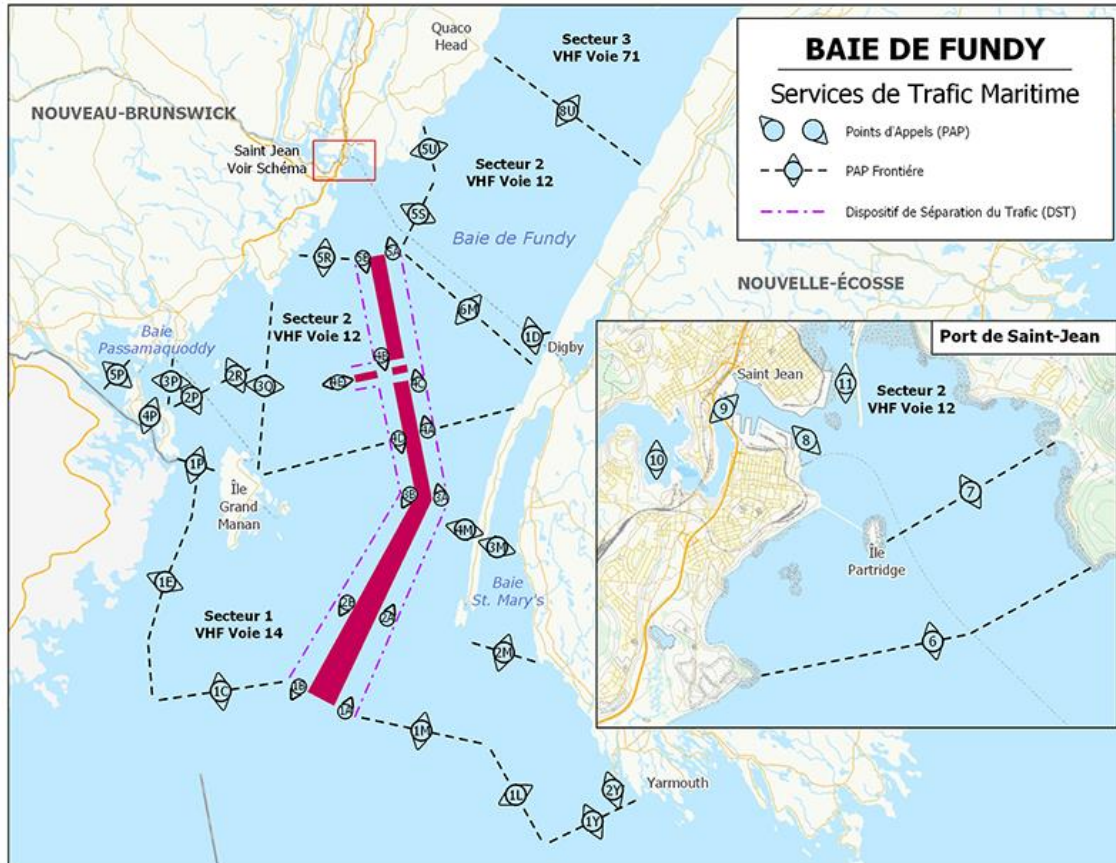 BAIE DE FUNDY
Services de Trafic Maritime
Points d'Appels (PAP)
PAP Frontiére
Dispositif de Séparation du Trafic (DST)
Quaco
Head
Secteur 3
VHF Voie 71
8U
NOUVEAU-BRUNSWICK
Saint Jean
Voir Schéma
5U
Secteur 2
VHF Voie 12
5S
Baie de Fundy
5R
5B
5A
NOUVELLE-ÉCOSSE
Secteur 2
VHF Voie 12
6M
1D
Digby
Baie
Passamaquoddy
5P
3P
2R
3Q
2P
4P
4B
4D
4C
4D
4A
1P
Île
Grand
Manan
3B
3A
4M
3M
Baie
St. Mary's
1E
Secteur 1
VHF Voie 14
2B
2A
2M
1C
1B
1A
1M
1L
2Y
1Y
Yarmouth
Port de Saint-Jean
Saint Jean
Secteur 2
VHF Voie 12
11
9
8
10
7
Île
Partridge
6